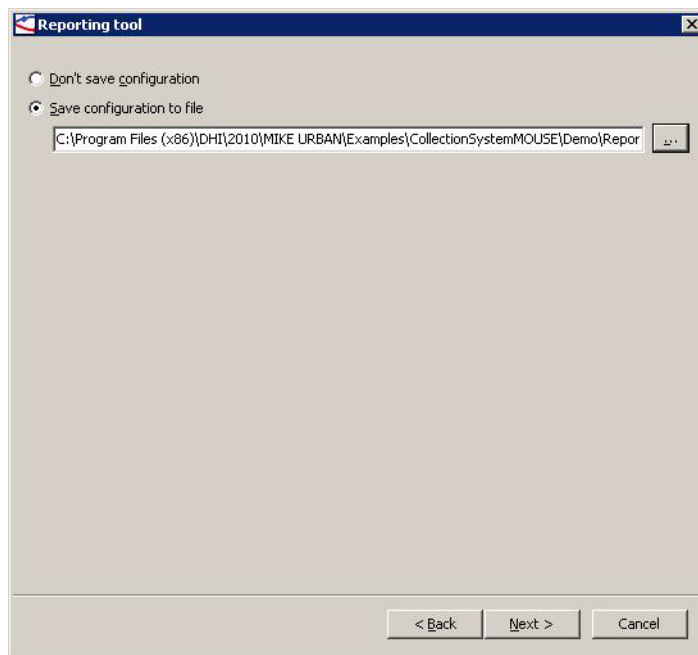 Reporting tool
Don't save configuration
Save configuration to file
C:\Program Files (x86)\DHI\2010\MIKE URBAN\Examples\CollectionSystemMOUSE\Demo\Repor
...
< Back Next > Cancel